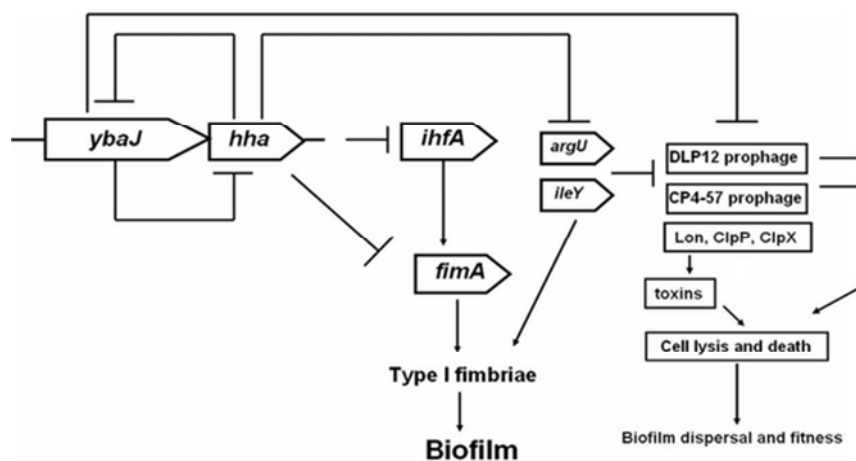 ybaJ
hha
ihfA
argU
ileY
fimA
Type I fimbriae
Biofilm
DLP12 prophage
CP4-57 prophage
Lon, ClpP, ClpX
toxins
Cell lysis and death
Biofilm dispersal and fitness